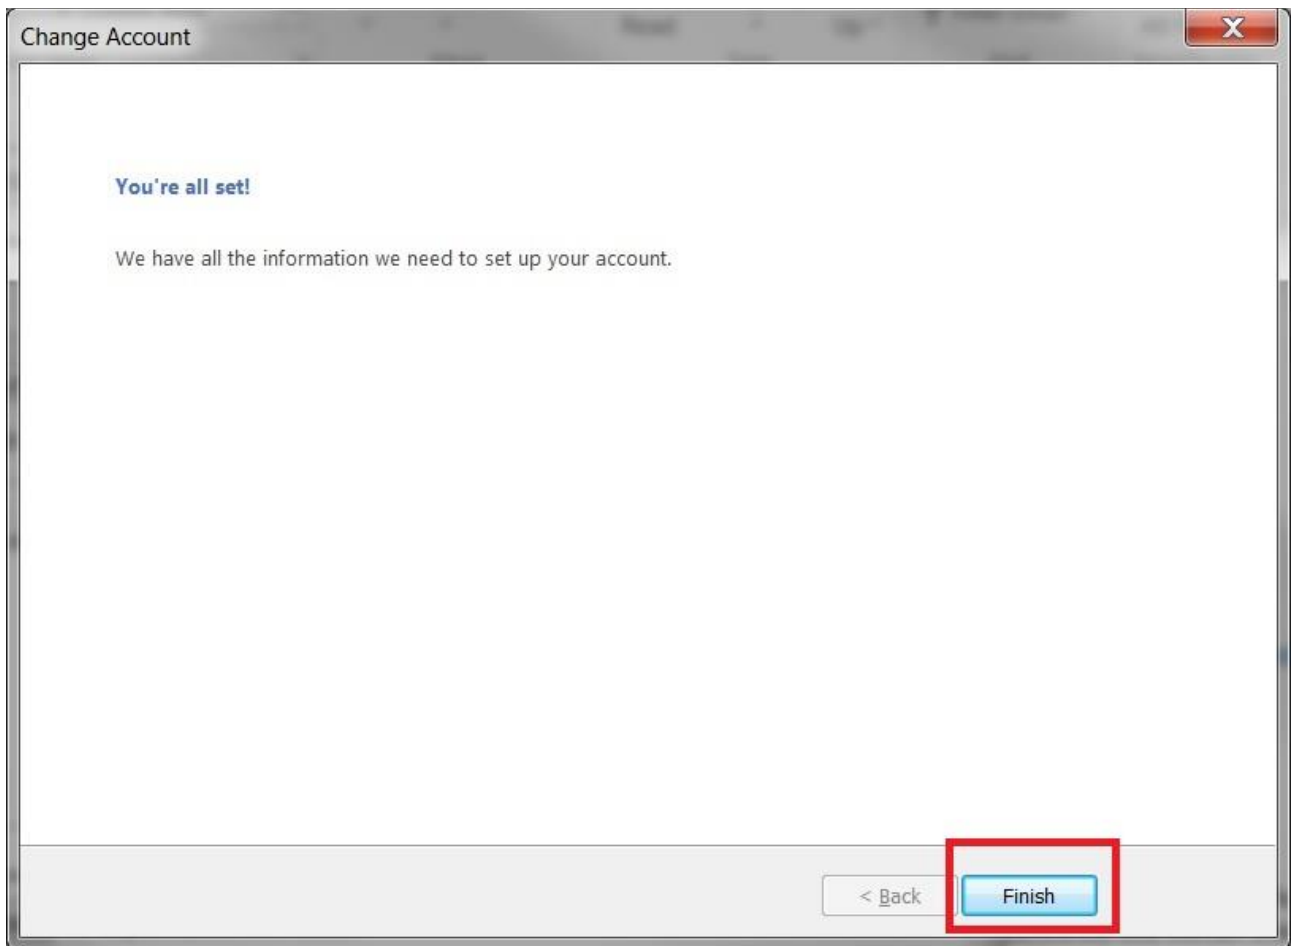 Change Account
X
You're all set!
We have all the information we need to set up your account.
< Back
Finish